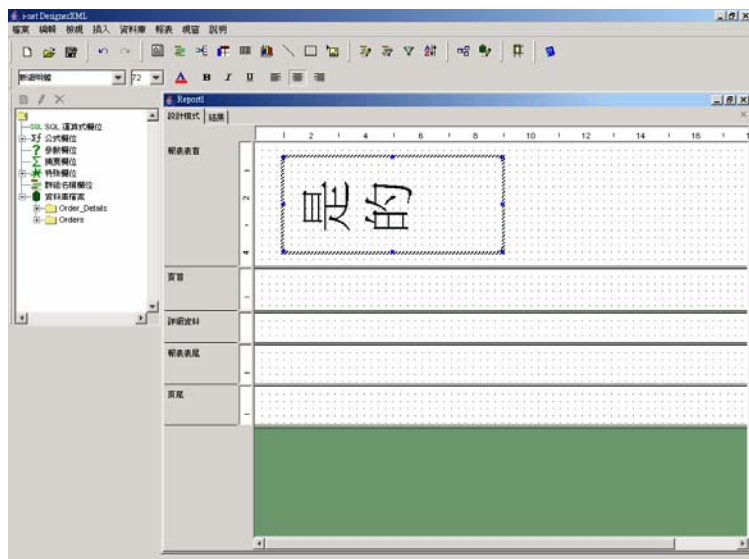 i-net DesignerXML
檔案 編輯 檢視 插入 資料庫 報表 視窗 說明
新細明體 72 A B I U
Report1
設計模式 結果
2 4 6 8 10 12 14 16
SQL SQL 運算式欄位
Σf 公式欄位
? 參數欄位
Σ 摘要欄位
特殊欄位
群組名稱欄位
資料庫檔案
Order_Details
Orders
報表表首
2
4
是的
頁首
詳細資料
報表表尾
頁尾